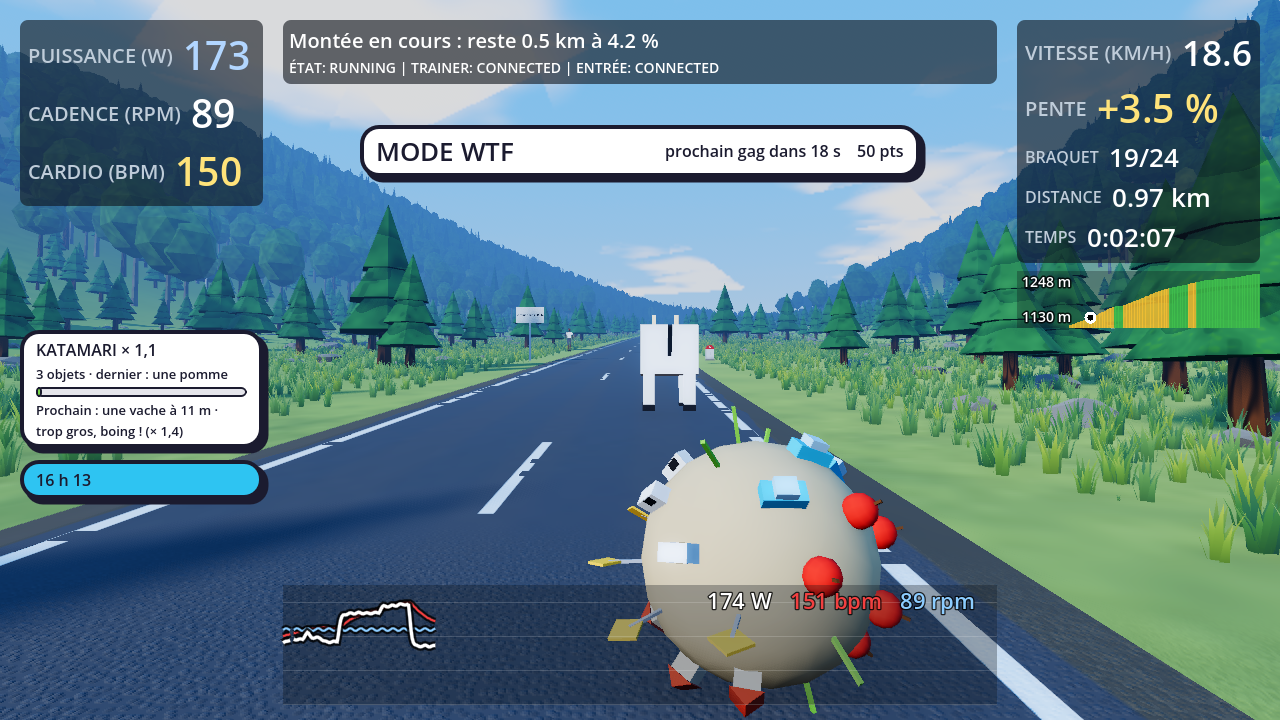 PUISSANCE (W) 173
CADENCE (RPM) 89
CARDIO (BPM) 150
Montée en cours : reste 0.5 km à 4.2 %
ÉTAT: RUNNING | TRAINER: CONNECTED | ENTRÉE: CONNECTED
MODE WTF prochain gag dans 18 s 50 pts
VITESSE (KM/H) 18.6
PENTE +3.5 %
BRAQUET 19/24
DISTANCE 0.97 km
TEMPS 0:02:07
1248 m
1130 m
KATAMARI × 1,1
3 objets · dernier : une pomme
Prochain : une vache à 11 m ·
trop gros, boing ! (× 1,4)
16 h 13
174 W 151 bpm 89 rpm